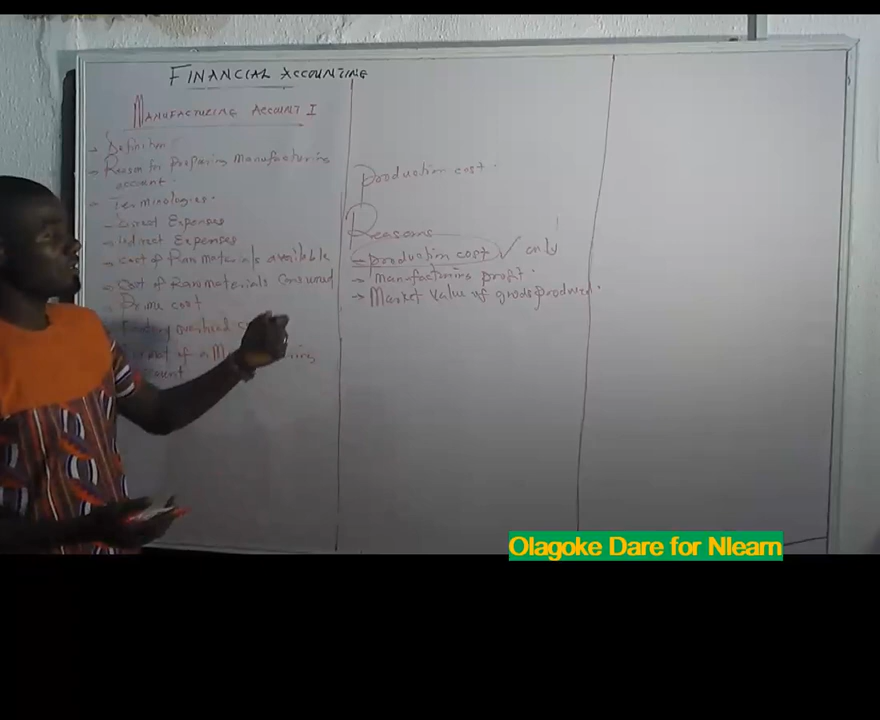 FINANCIAL ACCOUNTING
MANUFACTURING ACCOUNT I
→ Definition
→ Reason for preparing manufacturing
account
→ Terminologies.
- Direct Expenses
→ Indirect Expenses
→ Cost of Raw materials available
→ Cost of Raw materials Consumed
Prime cost
overhead
of a M
Production cost.
Reasons
- production cost ✓ only
→ manufacturing profit.
→ Market value of goods produced.
Olagoke Dare for Nlearn